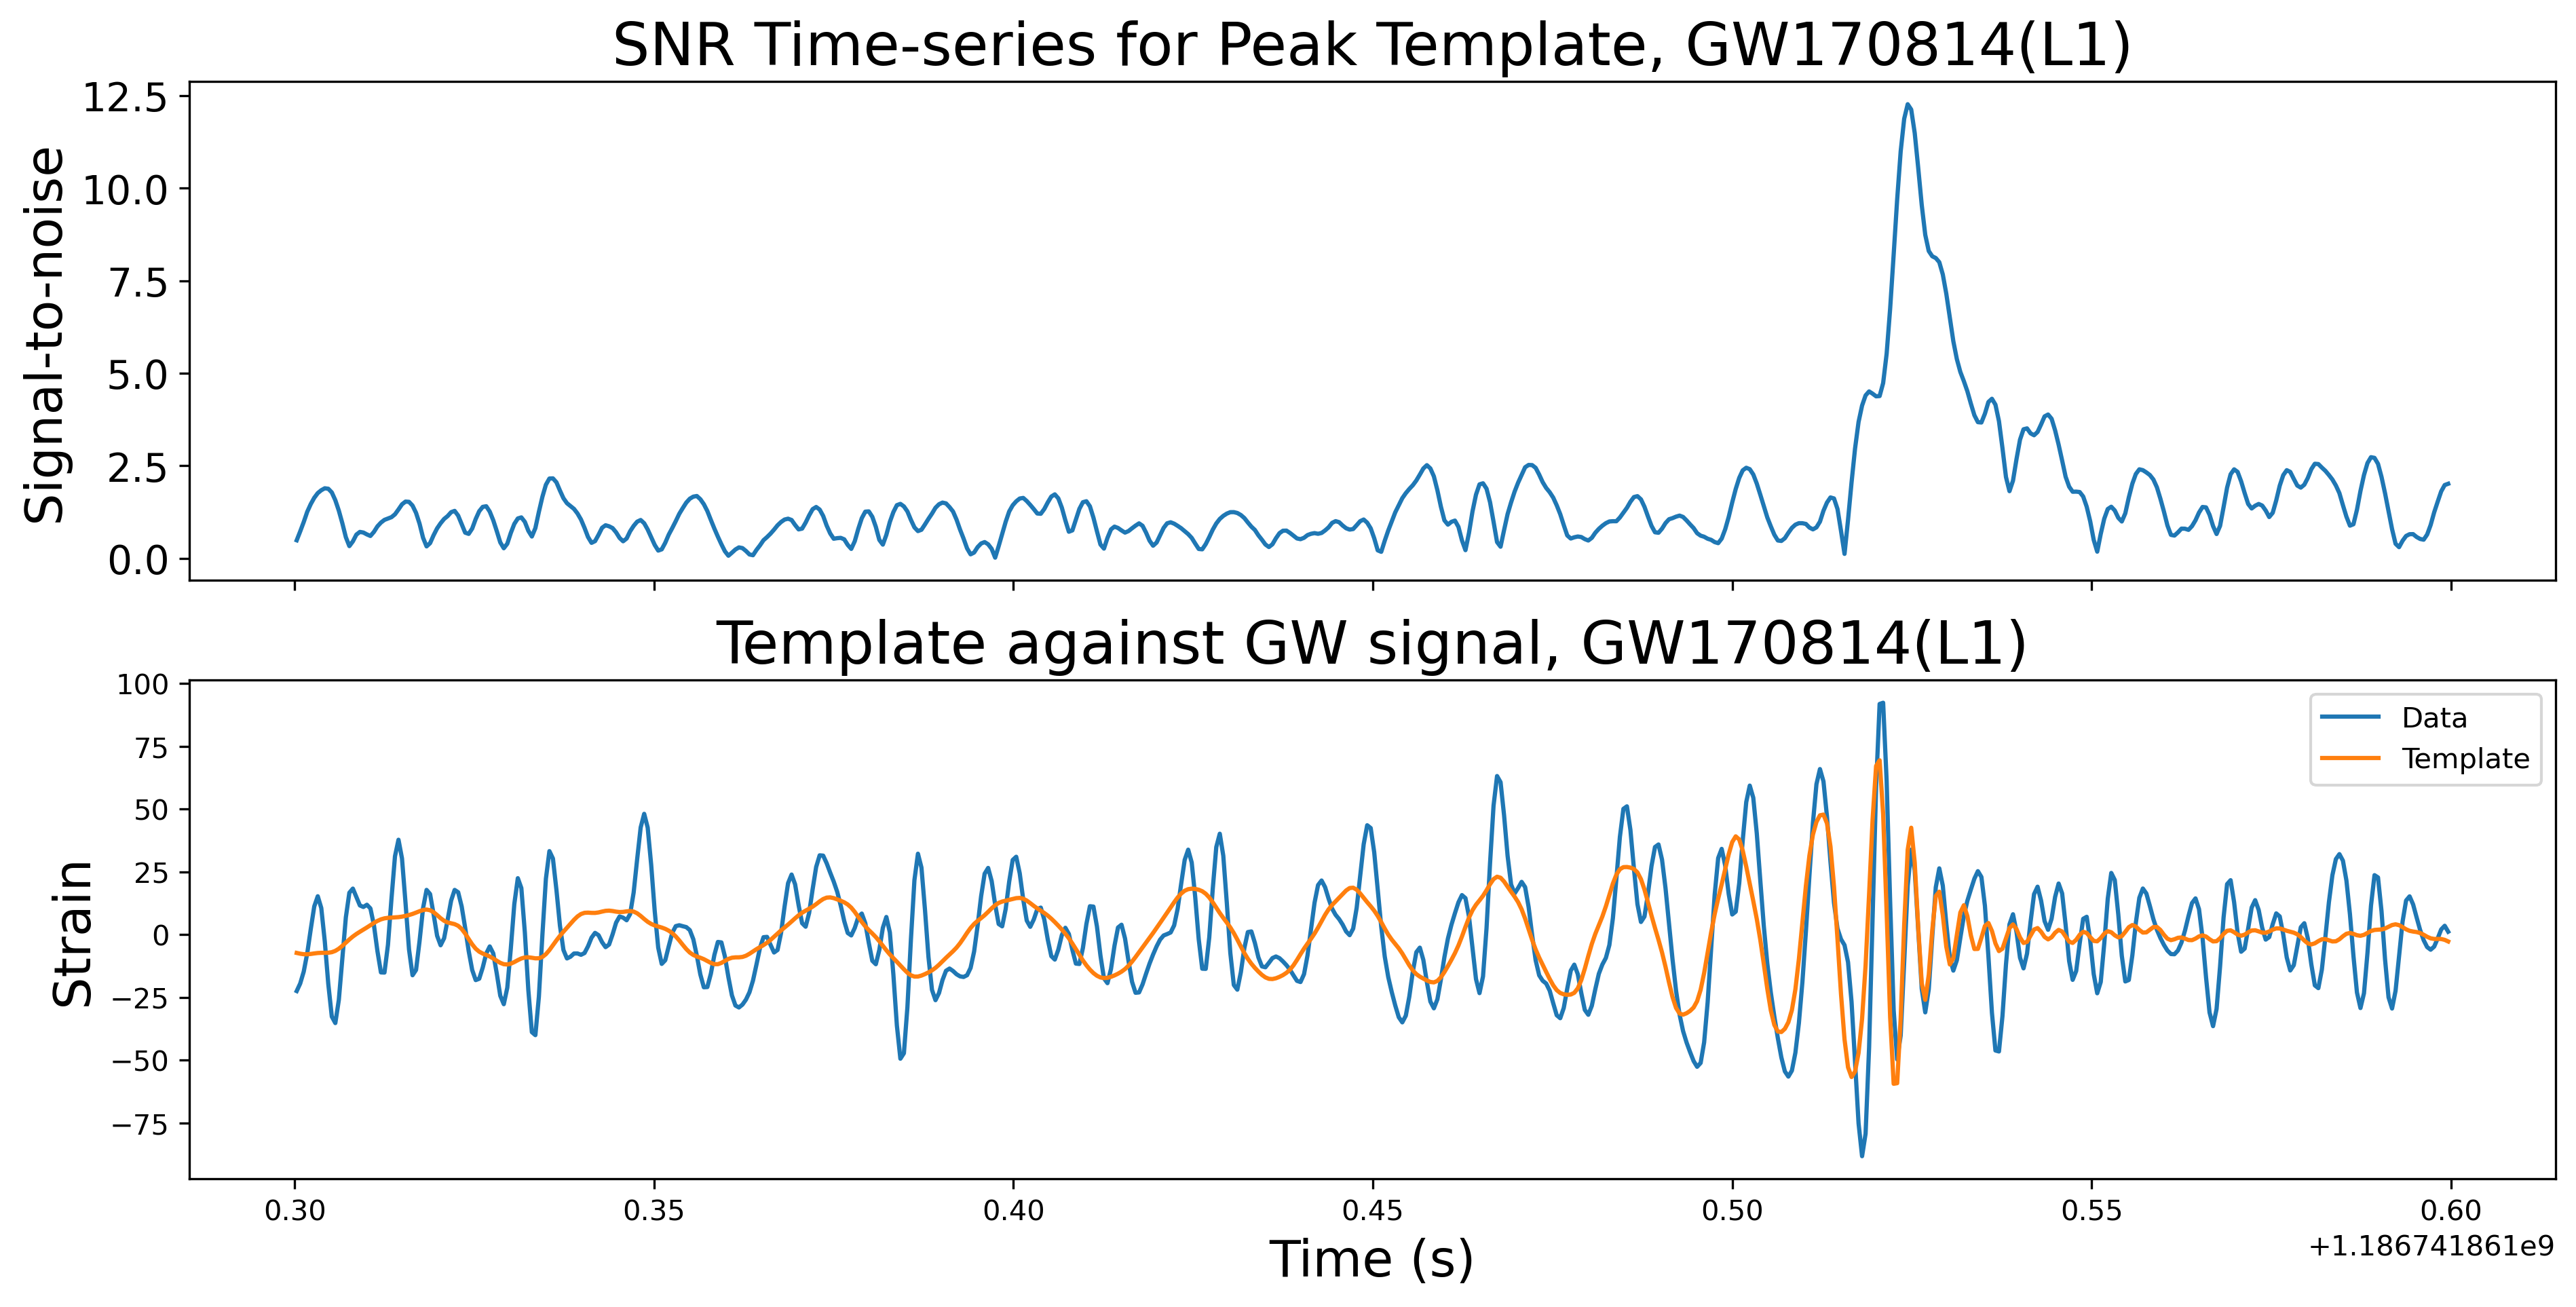 SNR Time-series for Peak Template, GW170814(L1)
12.5
10.0
7.5
5.0
2.5
0.0
Signal-to-noise
Template against GW signal, GW170814(L1)
100
75
50
25
0
−25
−50
−75
Strain
Data
Template
0.30 0.35 0.40 0.45 0.50 0.55 0.60
+1.186741861e9
Time (s)